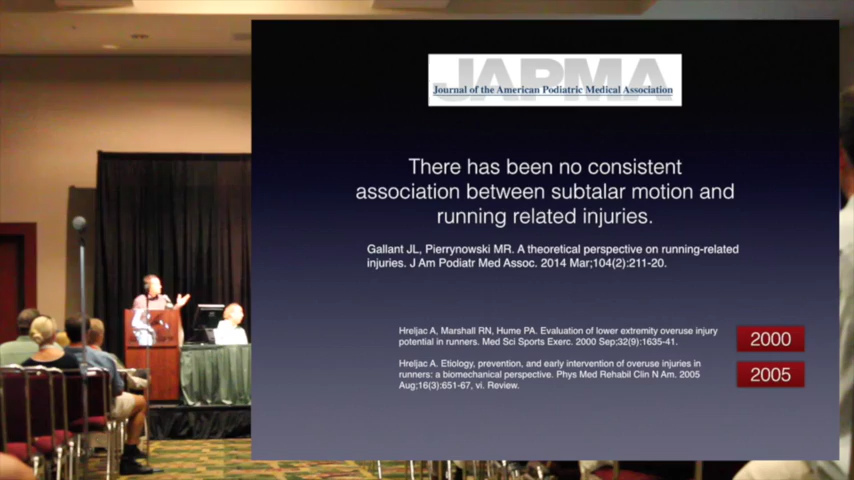 JAPMA
Journal of the American Podiatric Medical Association
There has been no consistent
association between subtalar motion and
running related injuries.
Gallant JL, Pierrynowski MR. A theoretical perspective on running-related
injuries. J Am Podiatr Med Assoc. 2014 Mar;104(2):211-20.
Hreljac A, Marshall RN, Hume PA. Evaluation of lower extremity overuse injury
potential in runners. Med Sci Sports Exerc. 2000 Sep;32(9):1635-41.
2000
Hreljac A. Etiology, prevention, and early intervention of overuse injuries in
runners: a biomechanical perspective. Phys Med Rehabil Clin N Am. 2005
Aug;16(3):651-67, vi. Review.
2005